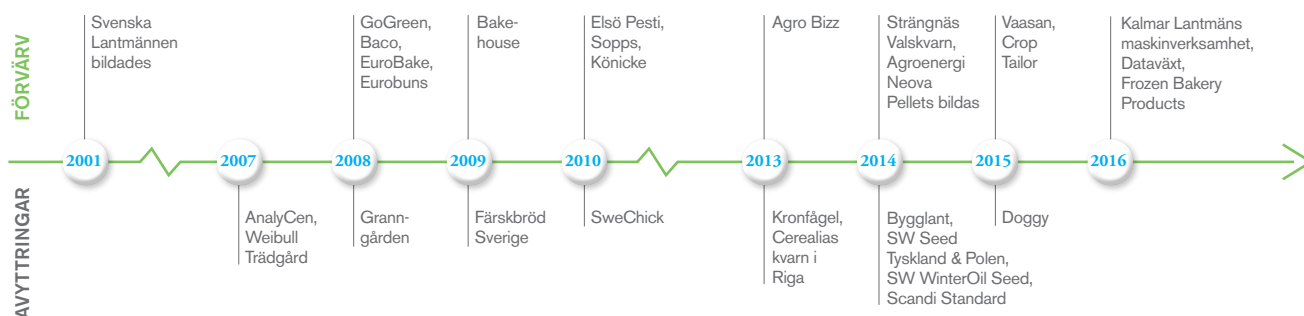 FÖRVÄRV
Svenska
Lantmännen
bildades
GoGreen,
Baco,
EuroBake,
Eurobuns
Bake-
house
Elsö Pesti,
Sopps,
Könicke
Agro Bizz
Strängnäs
Valskvarn,
Agroenergi
Neova
Pellets bildas
Vaasan,
Crop
Tailor
Kalmar Lantmäns
maskinverksamhet,
Dataväxt,
Frozen Bakery
Products
2001
2007
2008
2009
2010
2013
2014
2015
2016
AVYTTRINGAR
AnalyCen,
Weibull
Trädgård
Grann-
gården
Färskbröd
Sverige
SweChick
Kronfågel,
Cerealias
kvarn i
Riga
Bygglant,
SW Seed
Tyskland & Polen,
SW WinterOil Seed,
Scandi Standard
Doggy